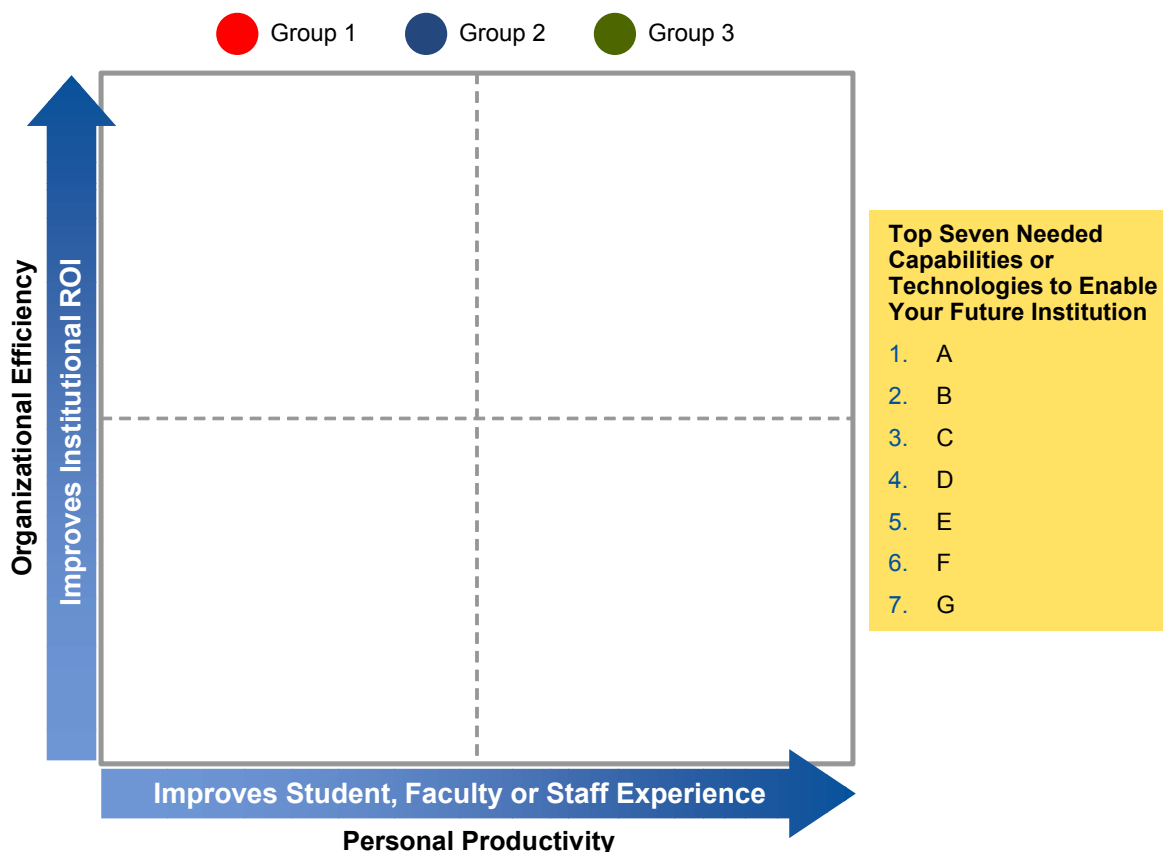 Group 1
Group 2
Group 3
Organizational Efficiency
Improves Institutional ROI
Top Seven Needed
Capabilities or
Technologies to Enable
Your Future Institution
1. A
2. B
3. C
4. D
5. E
6. F
7. G
Improves Student, Faculty or Staff Experience
Personal Productivity